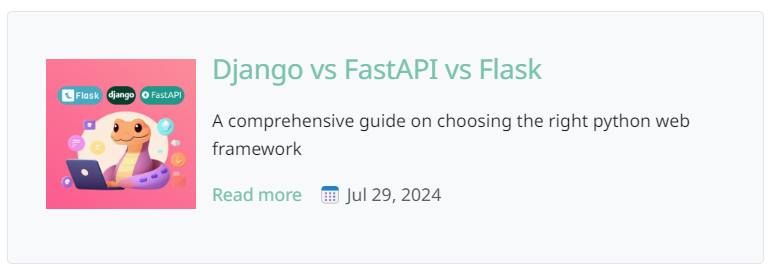 Flask django FastAPI
Django vs FastAPI vs Flask
A comprehensive guide on choosing the right python web
framework
Read more Jul 29, 2024